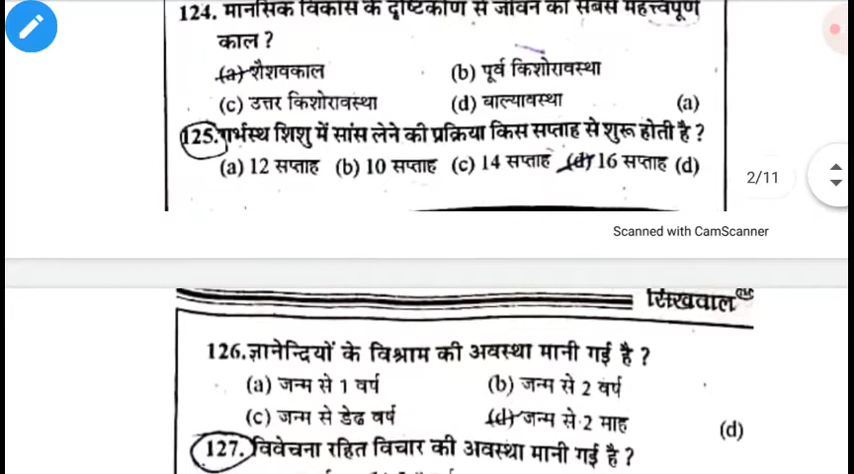 124. मानसिक विकास के दृष्टिकोण से जीवन का सबसे महत्त्वपूर्ण
काल ?
(a) शैशवकाल (b) पूर्व किशोरावस्था
(c) उत्तर किशोरावस्था (d) बाल्यावस्था (a)
125. गर्भस्थ शिशु में सांस लेने की प्रक्रिया किस सप्ताह से शुरू होती है ?
(a) 12 सप्ताह (b) 10 सप्ताह (c) 14 सप्ताह (d) 16 सप्ताह (d)
2/11
Scanned with CamScanner
सिखवाल
126. ज्ञानेन्द्रियों के विश्राम की अवस्था मानी गई है ?
(a) जन्म से 1 वर्ष (b) जन्म से 2 वर्ष
(c) जन्म से डेढ वर्ष (d) जन्म से 2 माह (d)
127. विवेचना रहित विचार की अवस्था मानी गई है ?